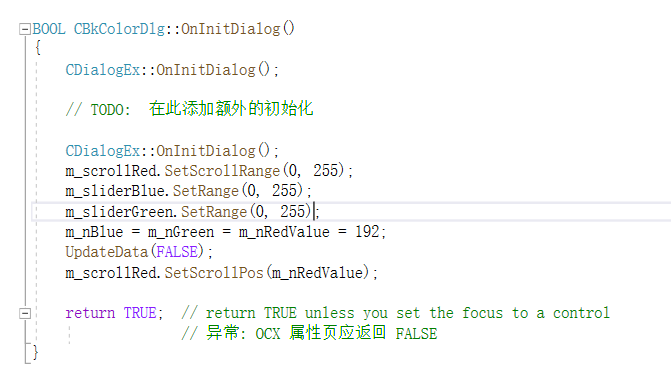 BOOL CBkColorDlg::OnInitDialog()
{
CDialogEx::OnInitDialog();
// TODO:  在此添加额外的初始化
CDialogEx::OnInitDialog();
m_scrollRed.SetScrollRange(0, 255);
m_sliderBlue.SetRange(0, 255);
m_sliderGreen.SetRange(0, 255);
m_nBlue = m_nGreen = m_nRedValue = 192;
UpdateData(FALSE);
m_scrollRed.SetScrollPos(m_nRedValue);
return TRUE;  // return TRUE unless you set the focus to a control
// 异常: OCX 属性页应返回 FALSE
}